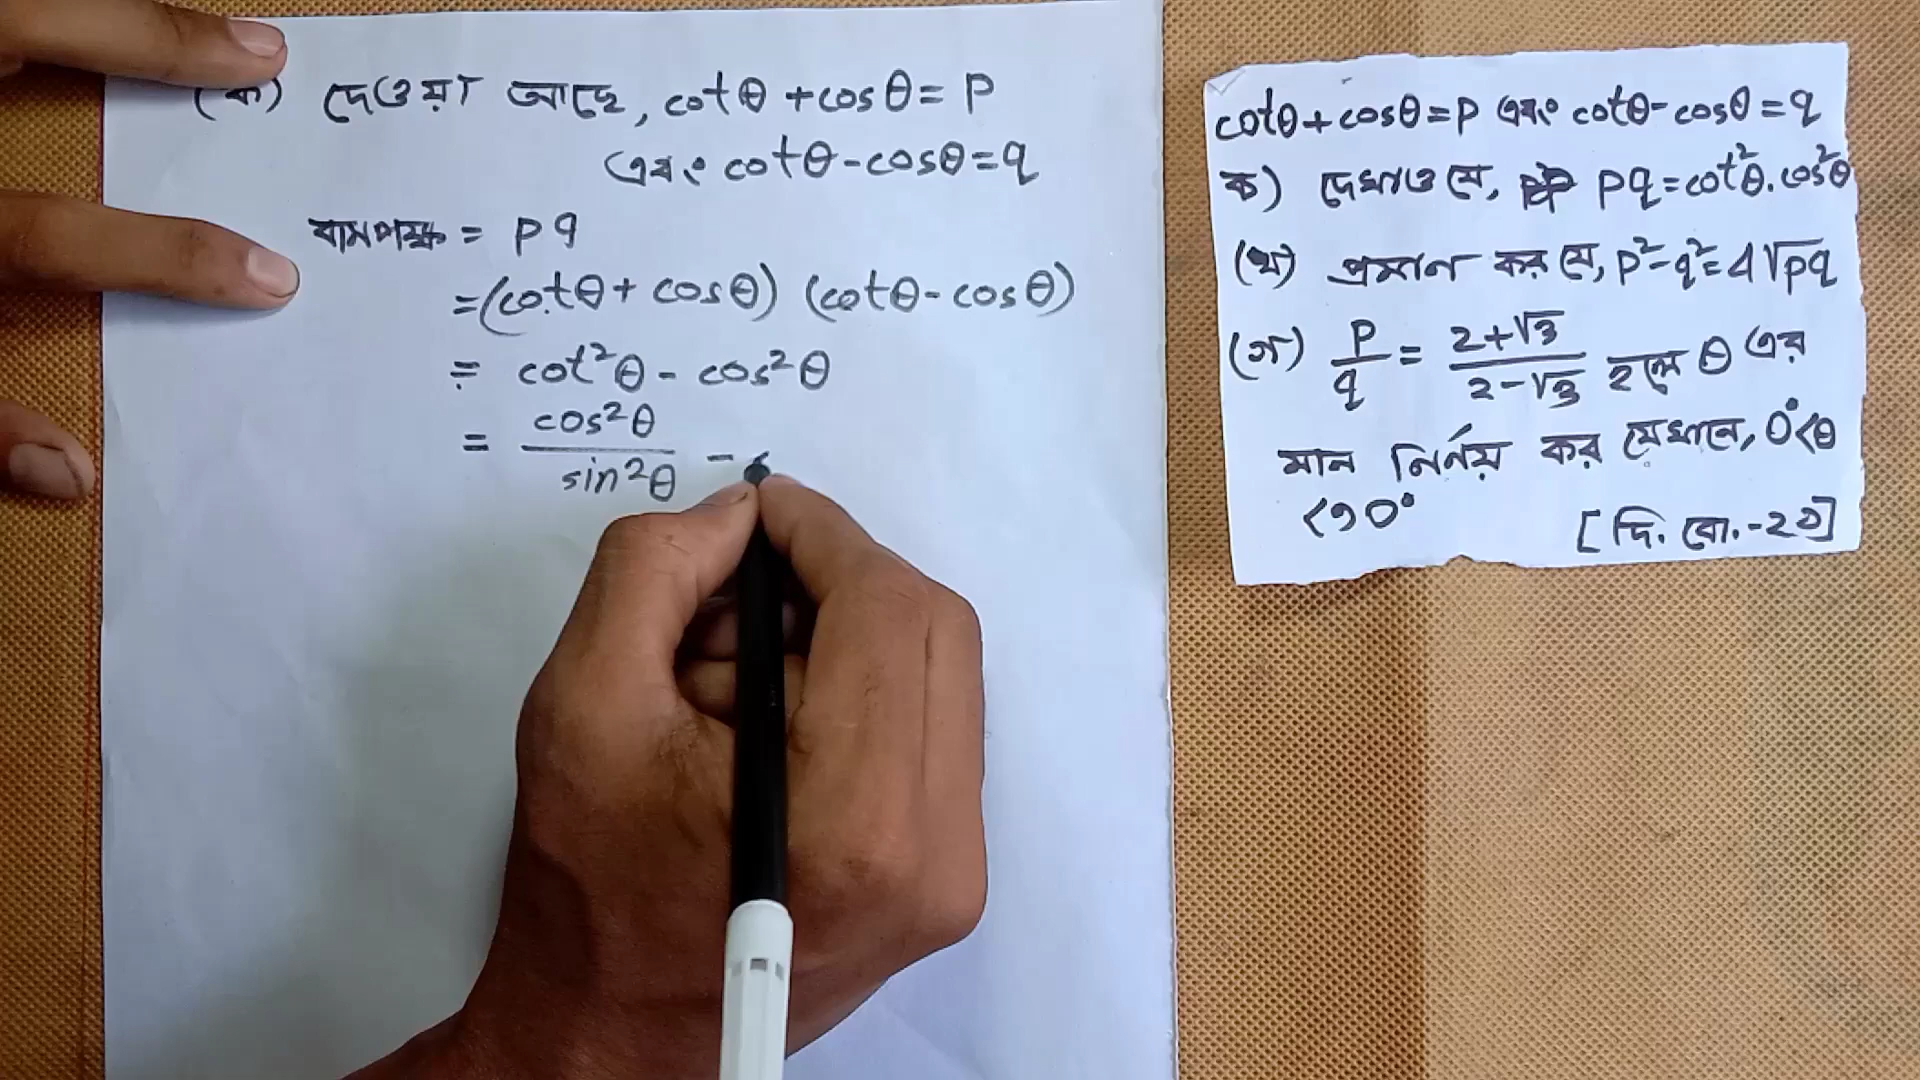 (ক) দেওয়া আছে, cotθ + cosθ = P
এবং cotθ - cosθ = q
বামপক্ষ = pq
= (cotθ + cosθ) (cotθ - cosθ)
= cot²θ - cos²θ
= cos²θ / sin²θ -
cotθ + cosθ = P এবং cotθ - cosθ = q
ক) দেখাও যে, pq = cot²θ. cos²θ
(খ) প্রমান কর যে, p² - q² = 4√pq
(গ) P/q = 2+√3 / 2-√3 হলে θ এর
মান নির্নয় কর যেখানে, 0°<θ
<90°
[দি. বো.-20]